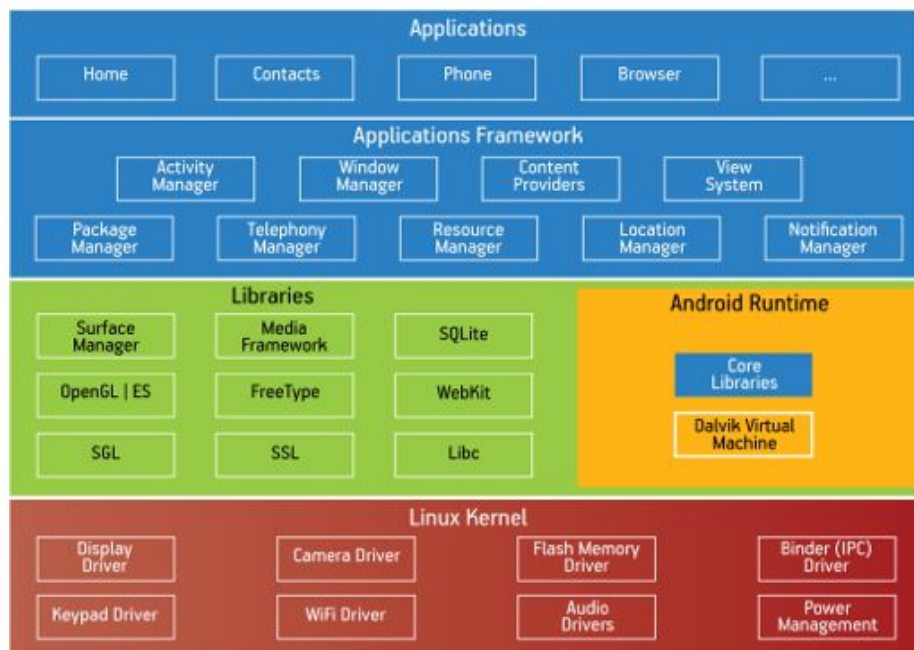 Applications
Home
Contacts
Phone
Browser
...
Applications Framework
Activity
Manager
Window
Manager
Content
Providers
View
System
Package
Manager
Telephony
Manager
Resource
Manager
Location
Manager
Notification
Manager
Libraries
Surface
Manager
Media
Framework
SQLite
OpenGL | ES
FreeType
WebKit
SGL
SSL
Libc
Android Runtime
Core
Libraries
Dalvik Virtual
Machine
Linux Kernel
Display
Driver
Camera Driver
Flash Memory
Driver
Binder (IPC)
Driver
Keypad Driver
WiFi Driver
Audio
Drivers
Power
Management